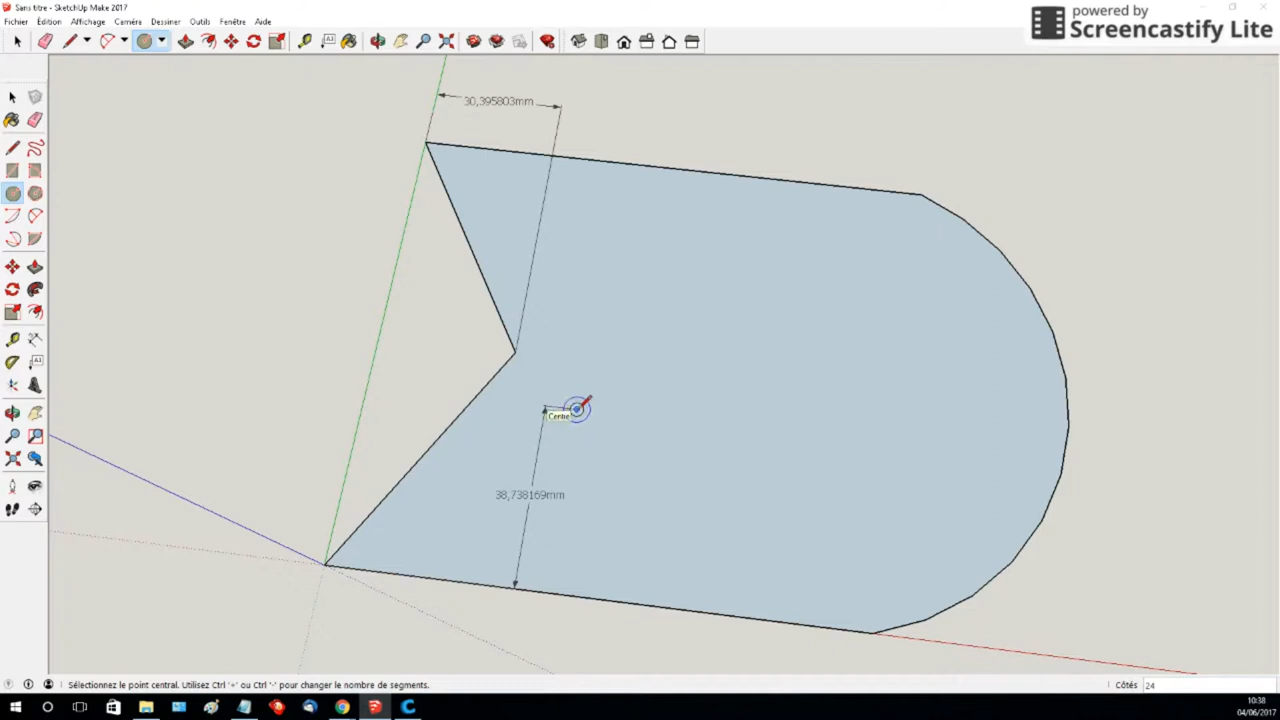 Sans titre - SketchUp Make 2017
powered by
Screencastify Lite
Fichier Édition Affichage Caméra Dessiner Outils Fenêtre Aide
A1
30,395803mm
A1
Centre
38,738169mm
Sélectionnez le point central. Utilisez Ctrl '+' ou Ctrl '-' pour changer le nombre de segments.
Côtés 24
10:38
04/06/2017